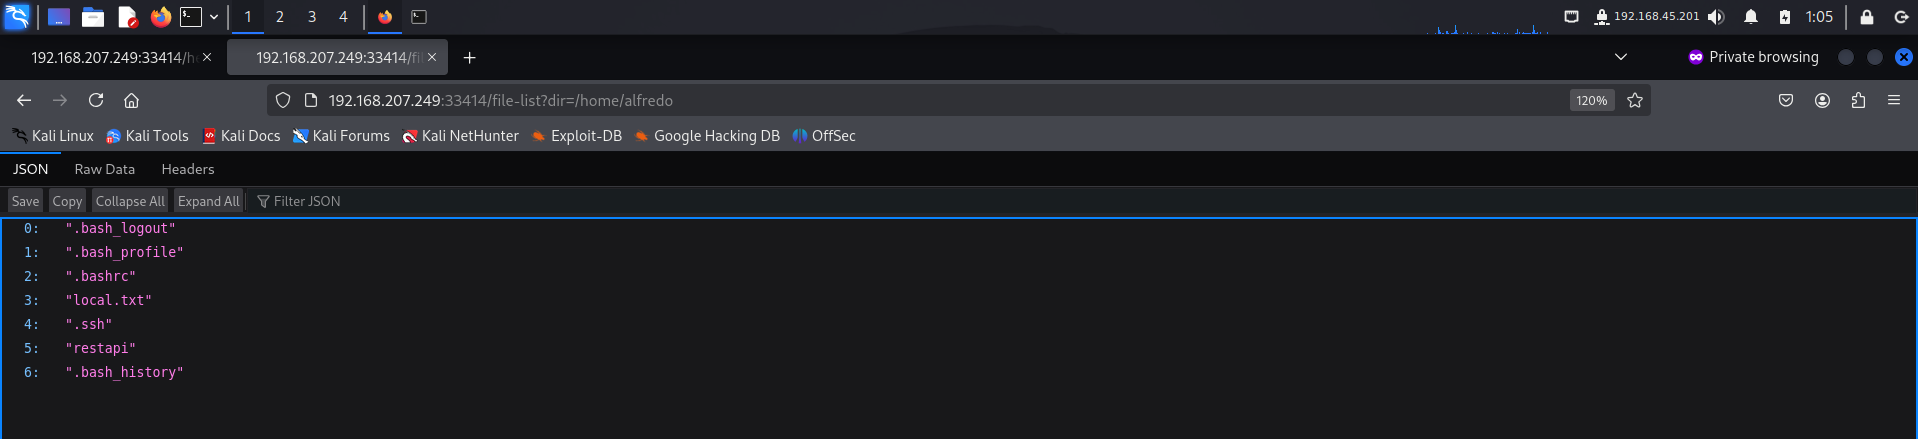 1 2 3 4 192.168.45.201 1:05
192.168.207.249:33414/he 192.168.207.249:33414/fil Private browsing
192.168.207.249:33414/file-list?dir=/home/alfredo 120%
Kali Linux Kali Tools Kali Docs Kali Forums Kali NetHunter Exploit-DB Google Hacking DB OffSec
JSON Raw Data Headers
Save Copy Collapse All Expand All Filter JSON
0: ".bash_logout"
1: ".bash_profile"
2: ".bashrc"
3: "local.txt"
4: ".ssh"
5: "restapi"
6: ".bash_history"